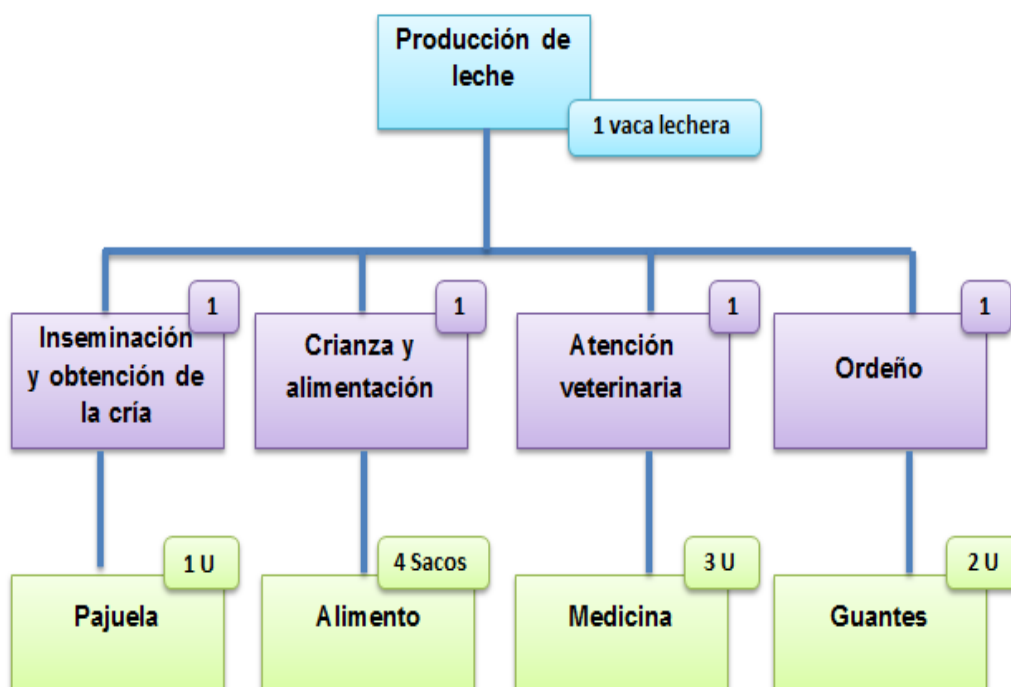 Producción de
leche
1 vaca lechera
1
1
1
1
Inseminación
y obtención de
la cría
Crianza y
alimentación
Atención
veterinaria
Ordeño
1 U
4 Sacos
3 U
2 U
Pajuela
Alimento
Medicina
Guantes